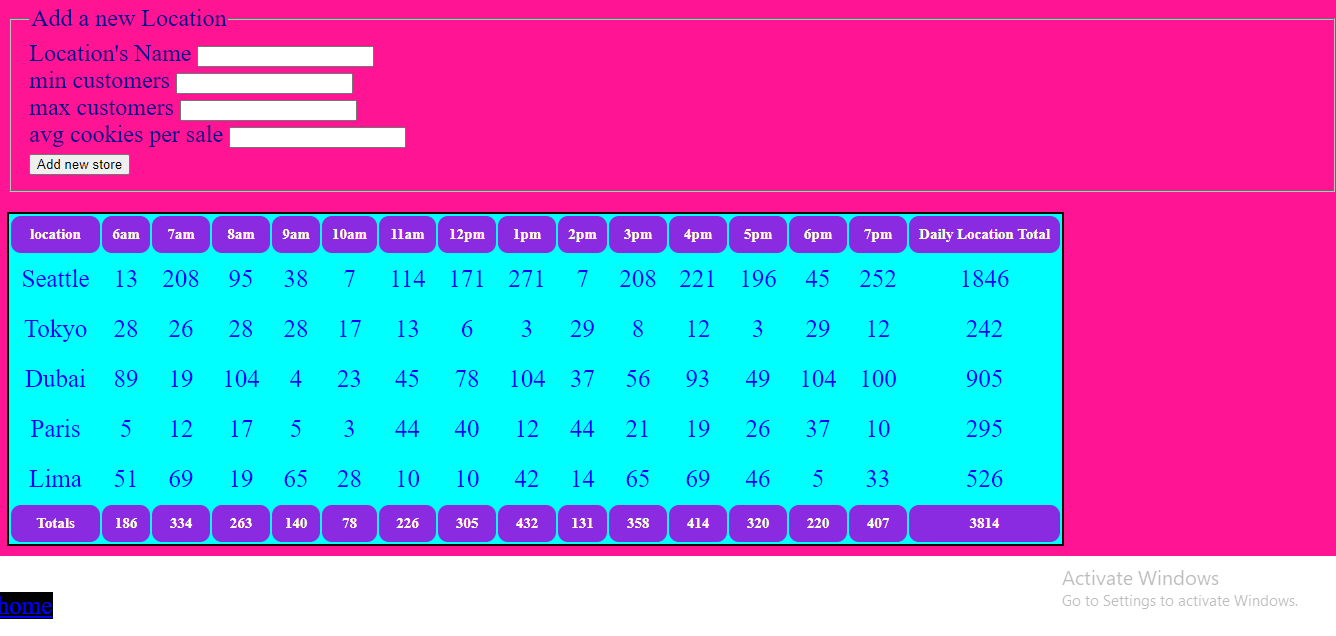 Add a new Location
Location's Name
min customers
max customers
avg cookies per sale
Add new store
location 6am 7am 8am 9am 10am 11am 12pm 1pm 2pm 3pm 4pm 5pm 6pm 7pm Daily Location Total
Seattle 13 208 95 38 7 114 171 271 7 208 221 196 45 252 1846
Tokyo 28 26 28 28 17 13 6 3 29 8 12 3 29 12 242
Dubai 89 19 104 4 23 45 78 104 37 56 93 49 104 100 905
Paris 5 12 17 5 3 44 40 12 44 21 19 26 37 10 295
Lima 51 69 19 65 28 10 10 42 14 65 69 46 5 33 526
Totals 186 334 263 140 78 226 305 432 131 358 414 320 220 407 3814
Activate Windows
Go to Settings to activate Windows.
home